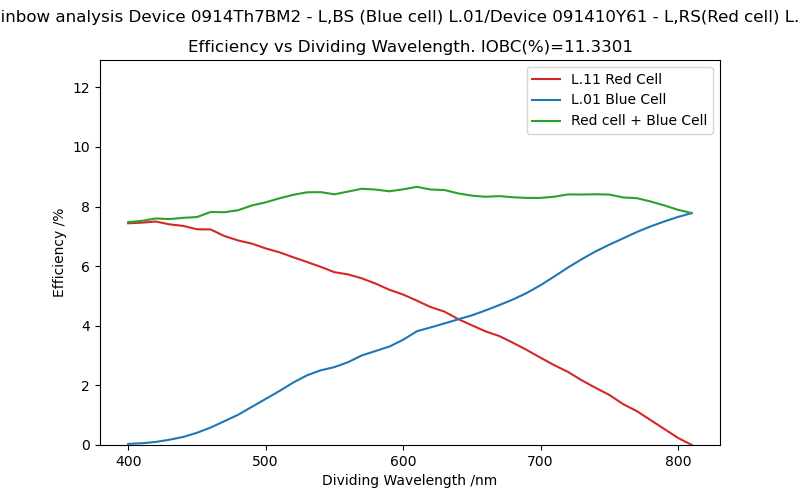 inbow analysis Device 0914Th7BM2 - L,BS (Blue cell) L.01/Device 091410Y61 - L,RS(Red cell) L.
Efficiency vs Dividing Wavelength. IOBC(%)=11.3301
L.11 Red Cell
L.01 Blue Cell
Red cell + Blue Cell
12
10
8
6
4
2
0
Efficiency /%
400 500 600 700 800
Dividing Wavelength /nm